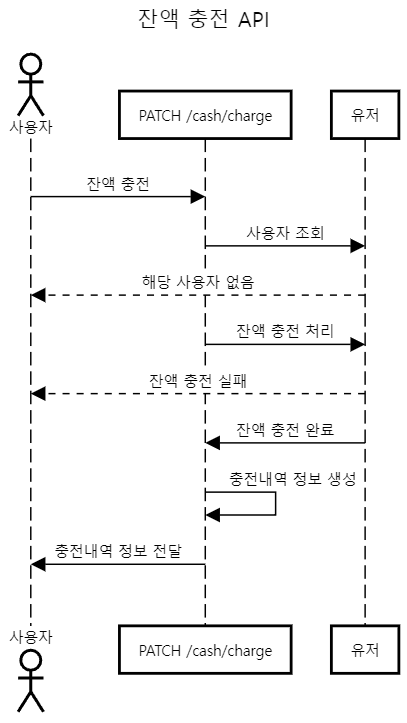 잔액 충전 API
사용자
PATCH /cash/charge
유저
잔액 충전
사용자 조회
해당 사용자 없음
잔액 충전 처리
잔액 충전 실패
잔액 충전 완료
충전내역 정보 생성
충전내역 정보 전달
사용자
PATCH /cash/charge
유저